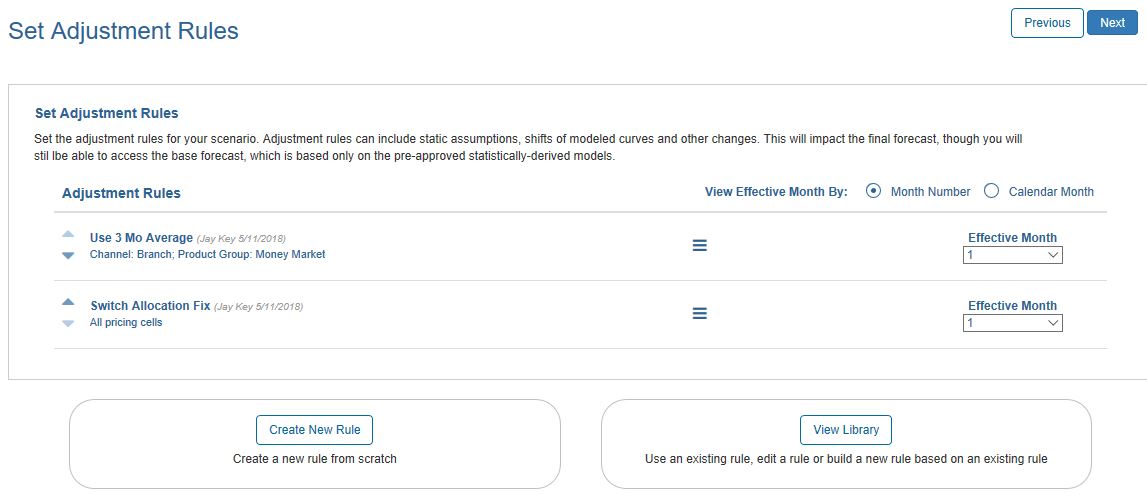 Set Adjustment Rules
Previous
Next
Set Adjustment Rules
Set the adjustment rules for your scenario. Adjustment rules can include static assumptions, shifts of modeled curves and other changes. This will impact the final forecast, though you will
stil lbe able to access the base forecast, which is based only on the pre-approved statistically-derived models.
Adjustment Rules
View Effective Month By: Month Number Calendar Month
Use 3 Mo Average (Jay Key 5/11/2018)
Channel: Branch; Product Group: Money Market
Effective Month
1
Switch Allocation Fix (Jay Key 5/11/2018)
All pricing cells
Effective Month
1
Create New Rule
Create a new rule from scratch
View Library
Use an existing rule, edit a rule or build a new rule based on an existing rule